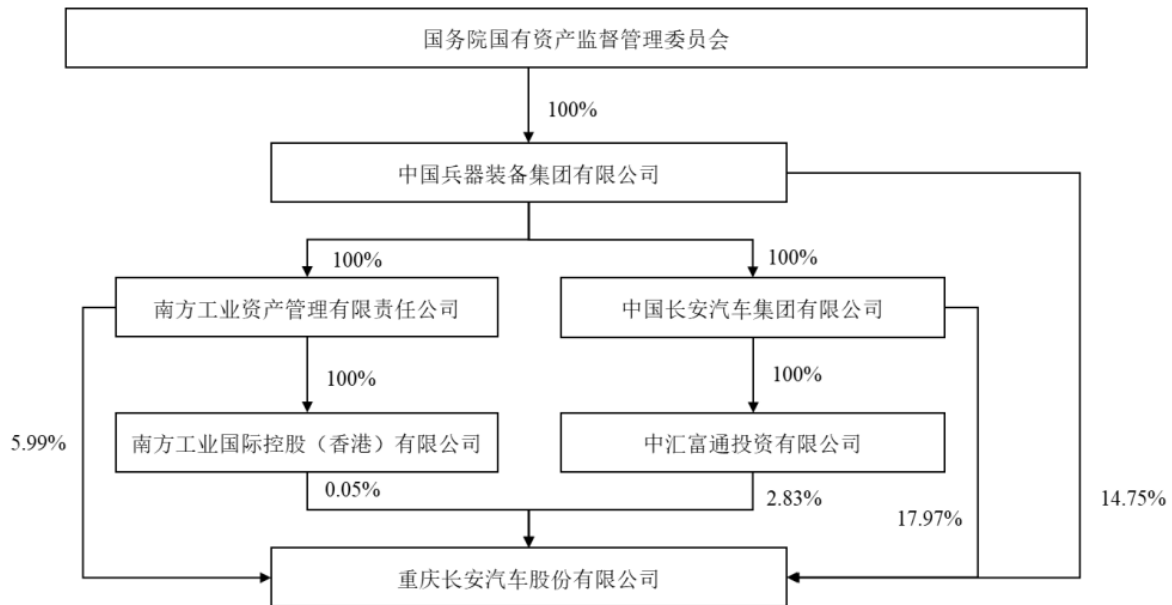 国务院国有资产监督管理委员会
100%
中国兵器装备集团有限公司
100%
100%
南方工业资产管理有限责任公司
中国长安汽车集团有限公司
100%
100%
5.99%
南方工业国际控股（香港）有限公司
中汇富通投资有限公司
0.05%
2.83%
17.97%
14.75%
重庆长安汽车股份有限公司